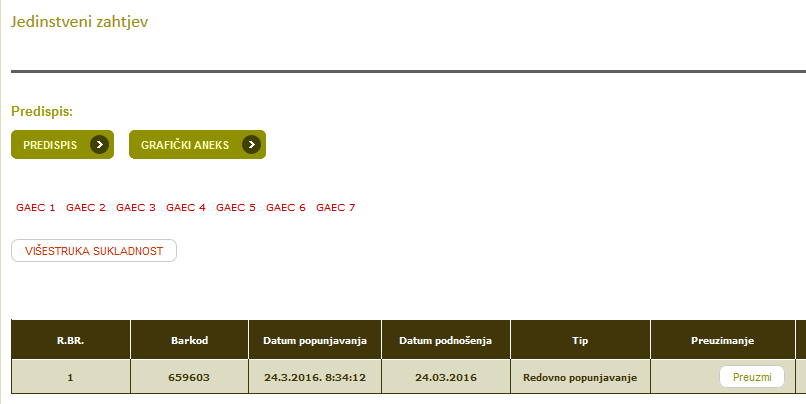 Jedinstveni zahtjev
Predispis:
PREDISPIS GRAFIČKI ANEKS
GAEC 1 GAEC 2 GAEC 3 GAEC 4 GAEC 5 GAEC 6 GAEC 7
VIŠESTRUKA SUKLADNOST
R.BR. Barkod Datum popunjavanja Datum podnošenja Tip Preuzimanje
1 659603 24.3.2016. 8:34:12 24.03.2016 Redovno popunjavanje Preuzmi